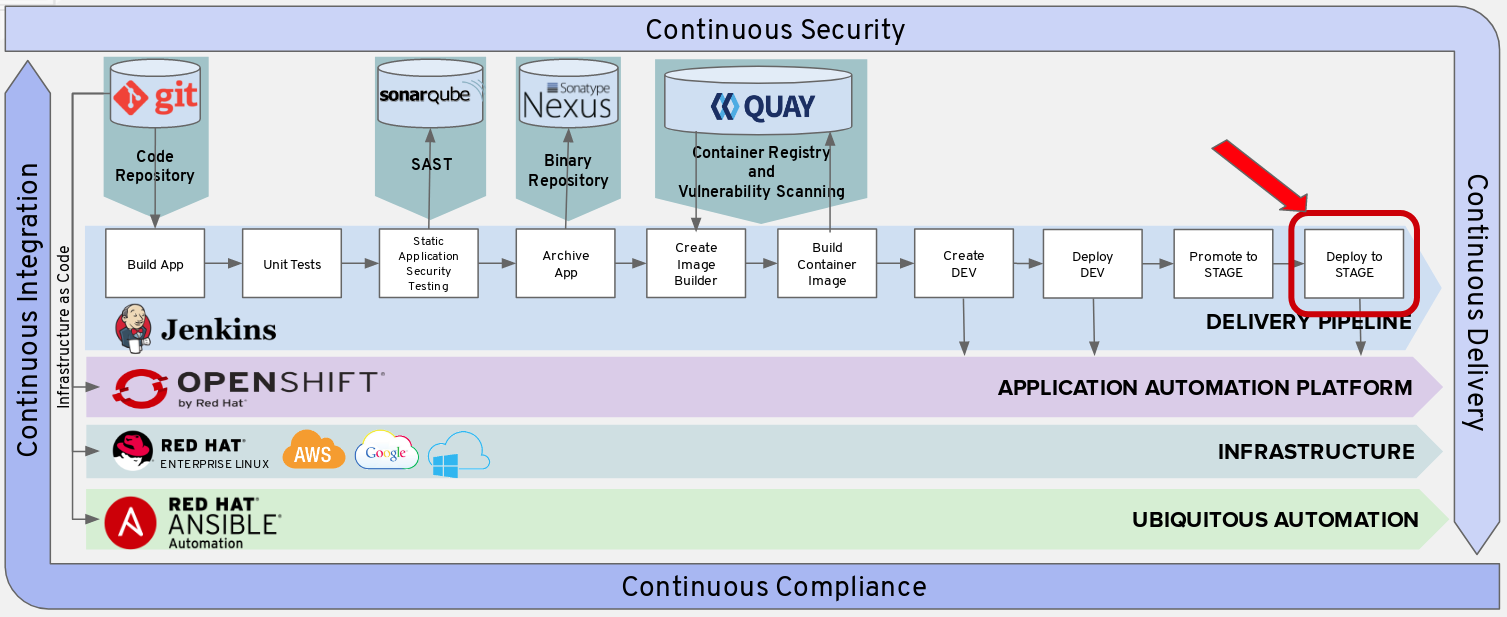 Continuous Security
git
sonarqube
Sonatype
Nexus
QUAY
Code
Repository
SAST
Binary
Repository
Container Registry
and
Vulnerability Scanning
Continuous Integration
Infrastructure as Code
Continuous Delivery
Build App
Unit Tests
Static
Application
Security
Testing
Archive
App
Create
Image
Builder
Build
Container
Image
Create
DEV
Deploy
DEV
Promote to
STAGE
Deploy to
STAGE
Jenkins
DELIVERY PIPELINE
OPENSHIFT®
by Red Hat®
APPLICATION AUTOMATION PLATFORM
RED HAT®
ENTERPRISE LINUX
AWS
Google
INFRASTRUCTURE
RED HAT®
ANSIBLE®
Automation
UBIQUITOUS AUTOMATION
Continuous Compliance